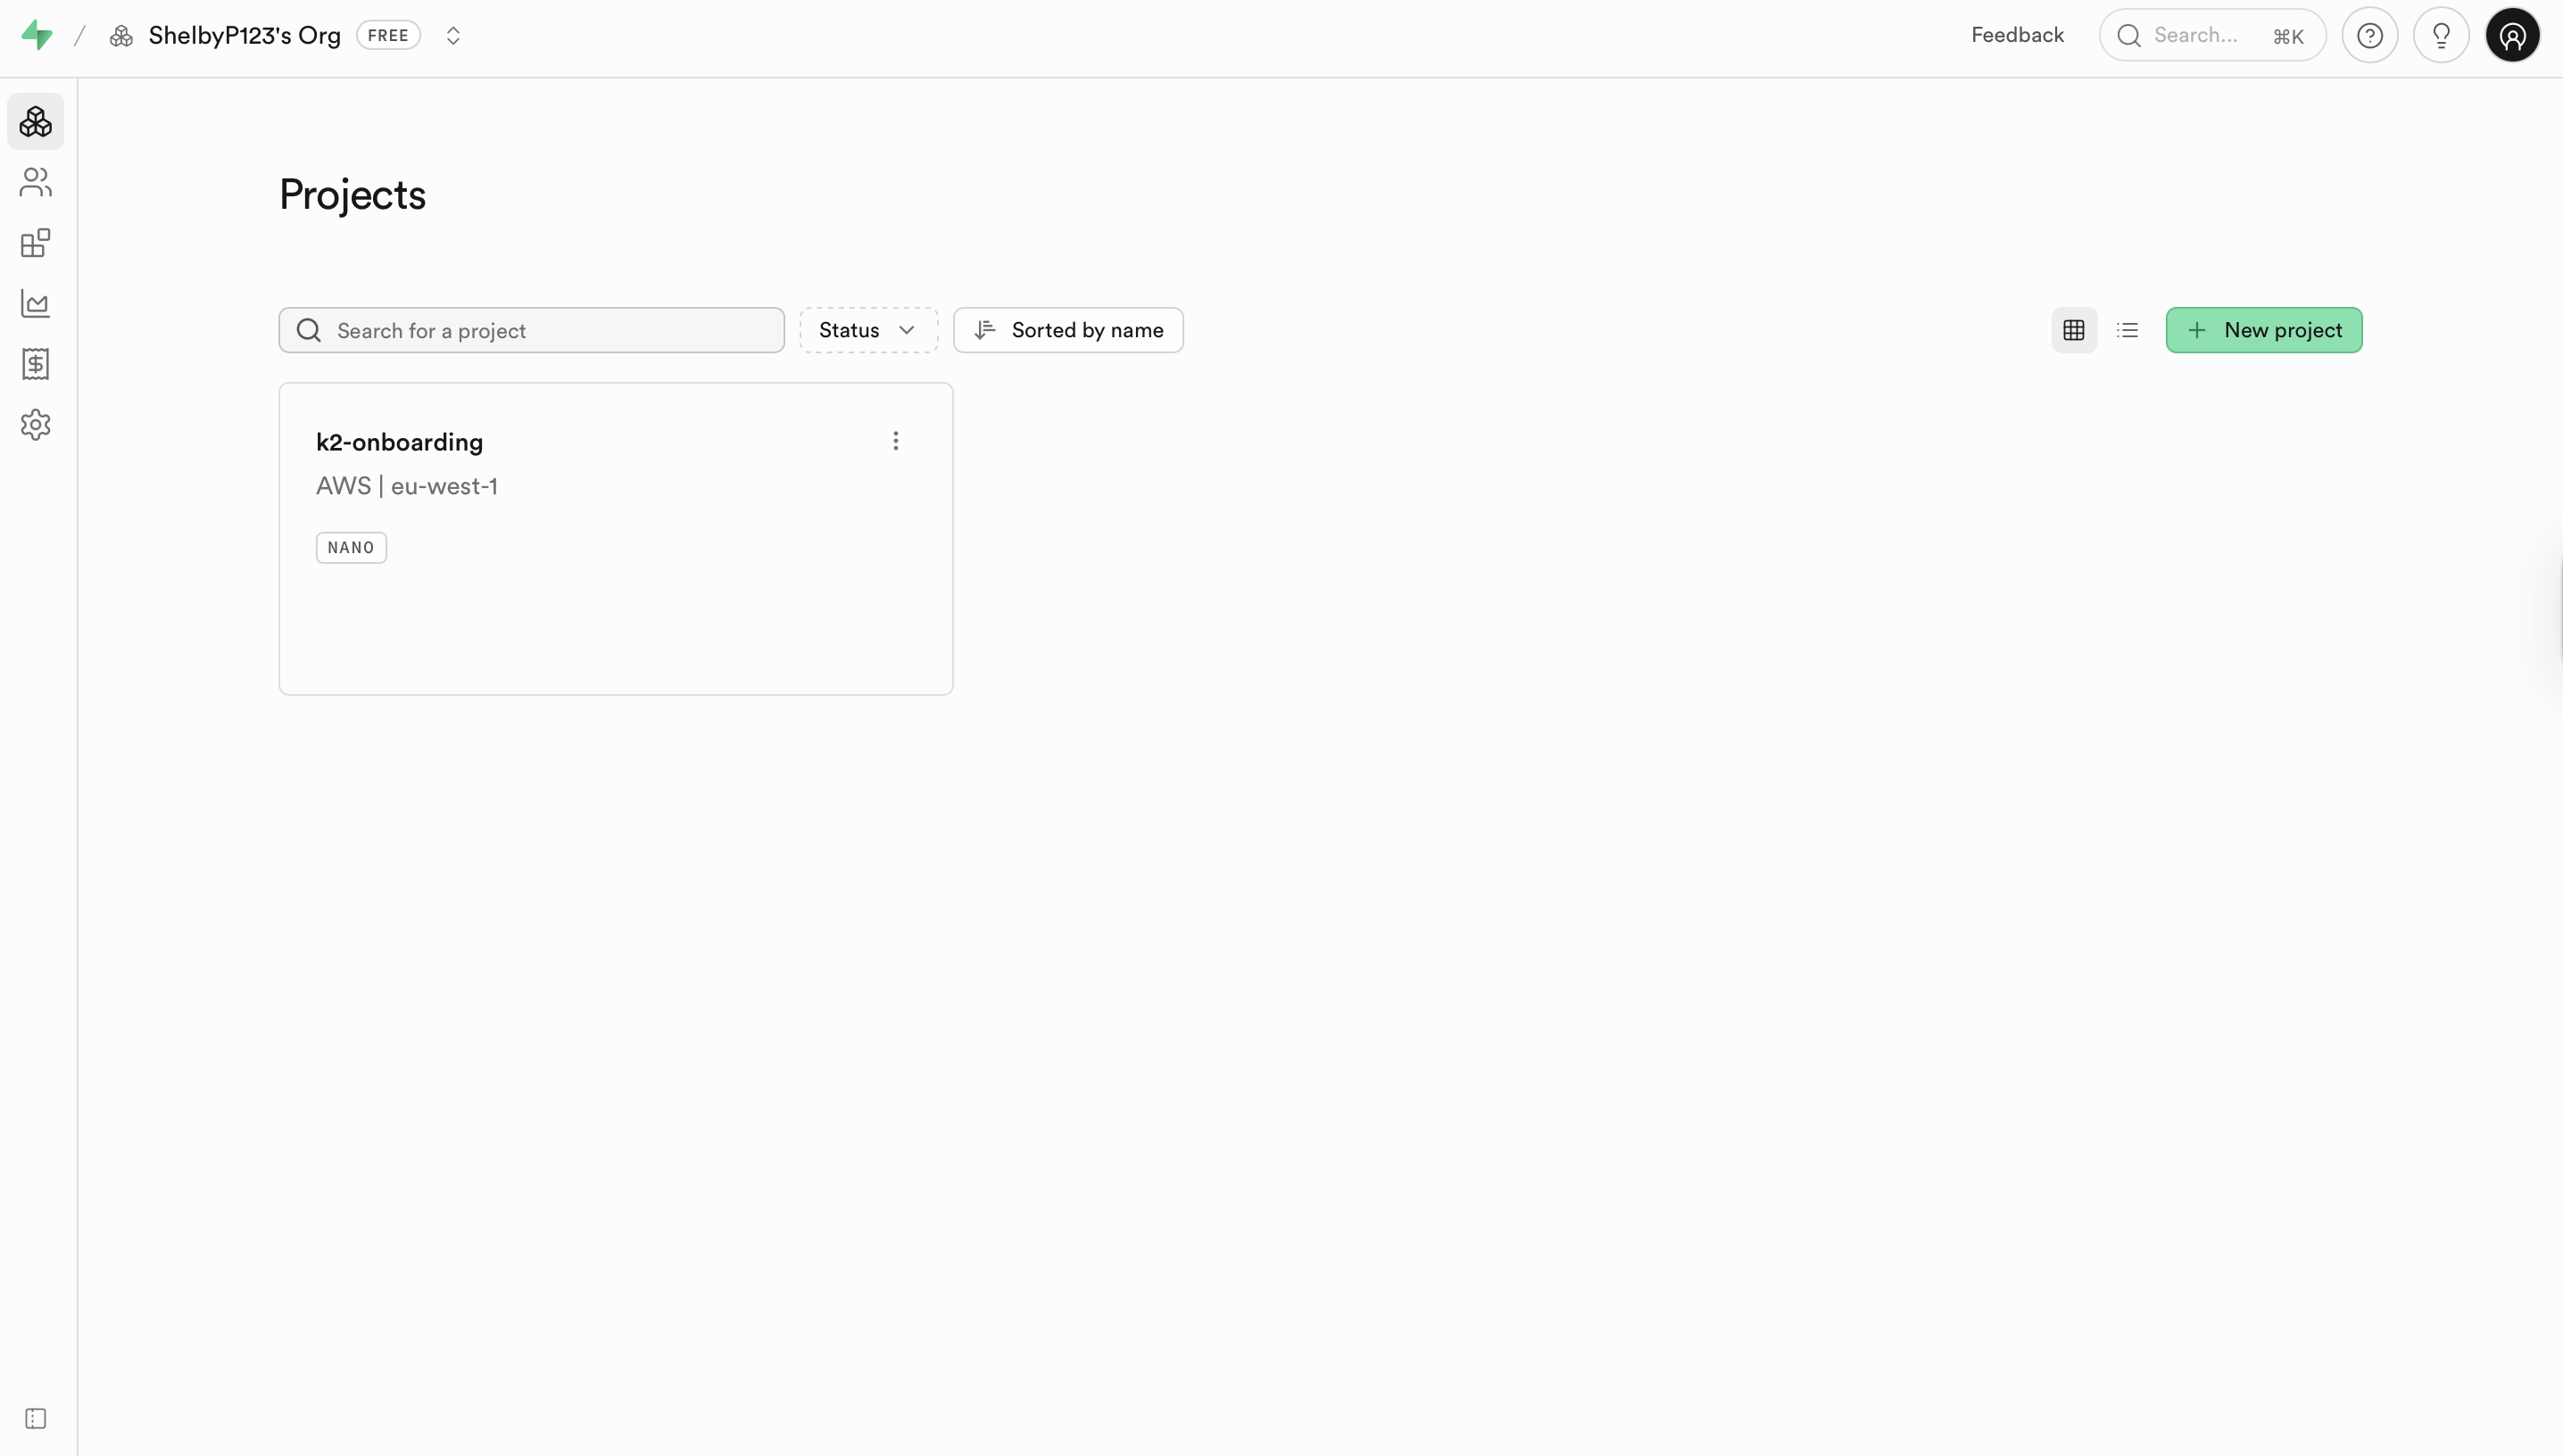 ShelbyP123's Org FREE
Feedback Search... ⌘K
Projects
Search for a project Status Sorted by name New project
k2-onboarding
AWS | eu-west-1
NANO